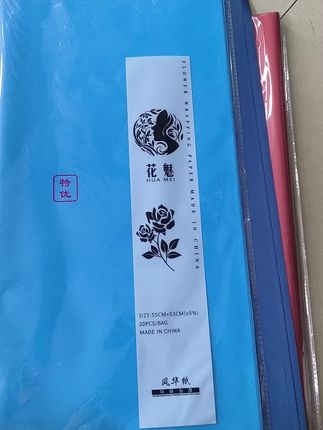 特
优
花魅
HUA MEI
FLOWER WRAPPING PAPER MADE IN CHINA
SIZE:55CM×53CM(±5%)
20PCS/BAG
MADE IN CHINA
风华纸